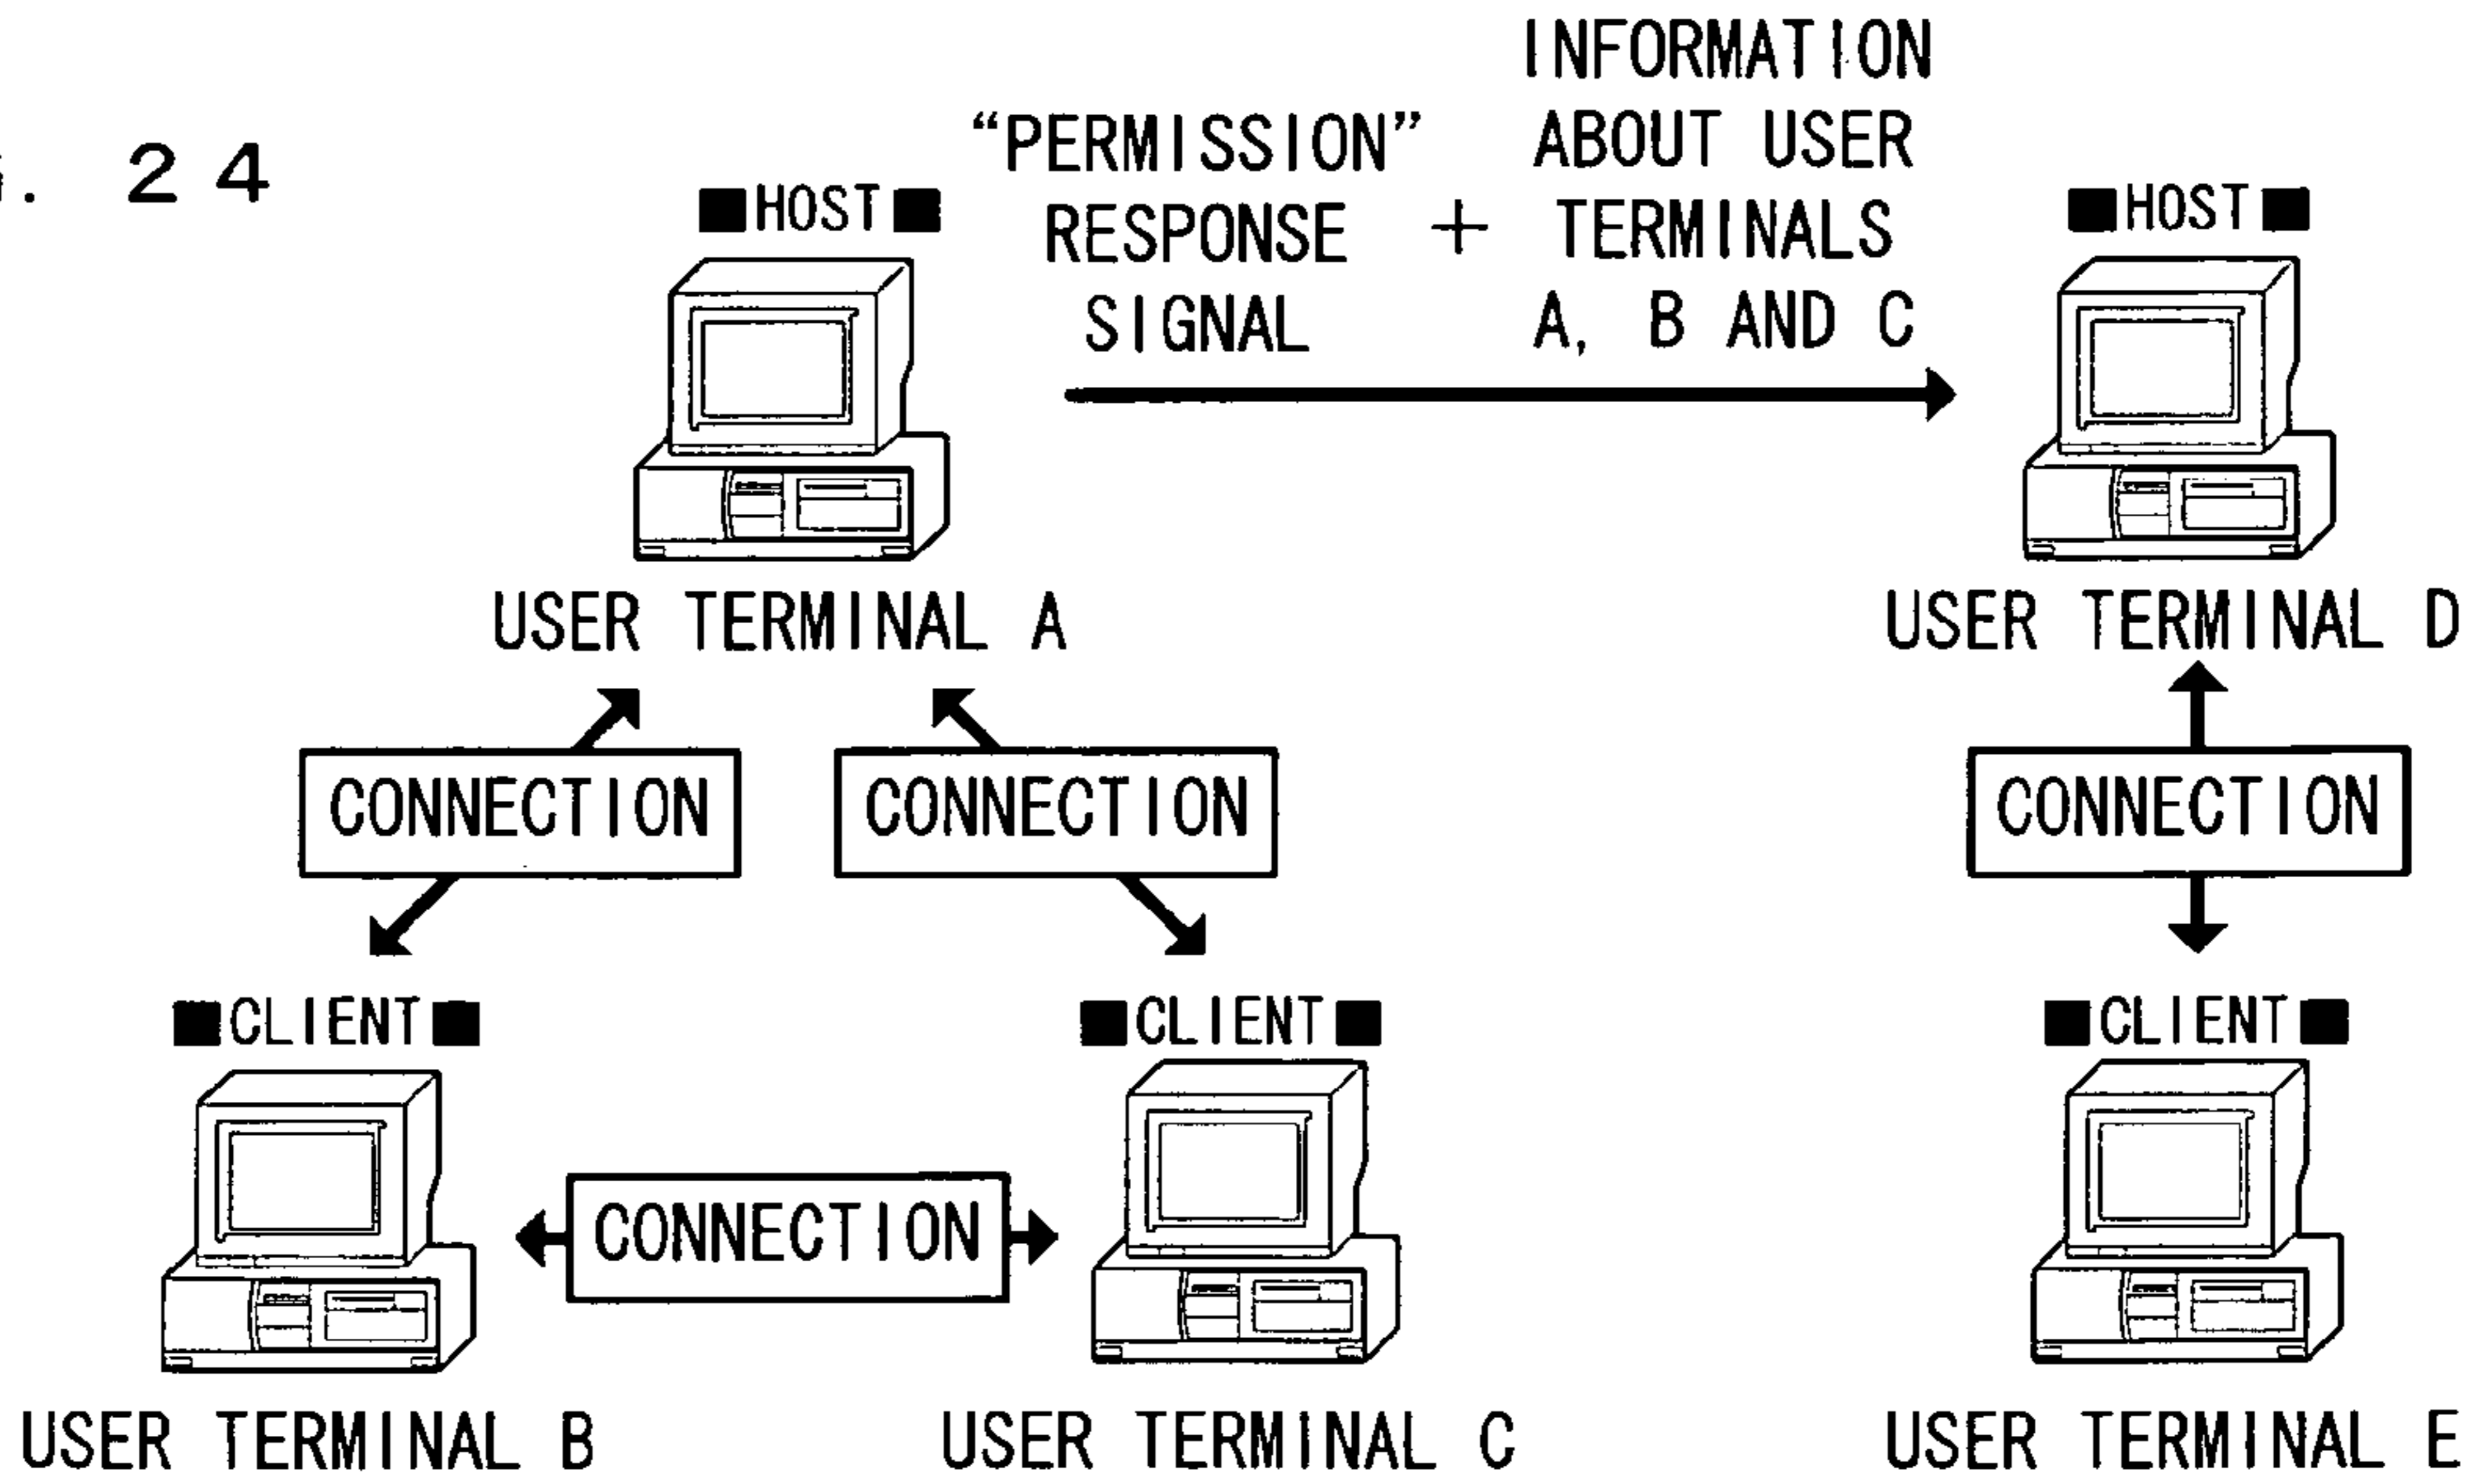 . 24
"PERMISSION"
RESPONSE
SIGNAL
+
INFORMATION
ABOUT USER
TERMINALS
A, B AND C
■HOST■
■HOST■
USER TERMINAL A
USER TERMINAL D
CONNECTION
CONNECTION
CONNECTION
■CLIENT■
■CLIENT■
■CLIENT■
CONNECTION
USER TERMINAL B
USER TERMINAL C
USER TERMINAL E